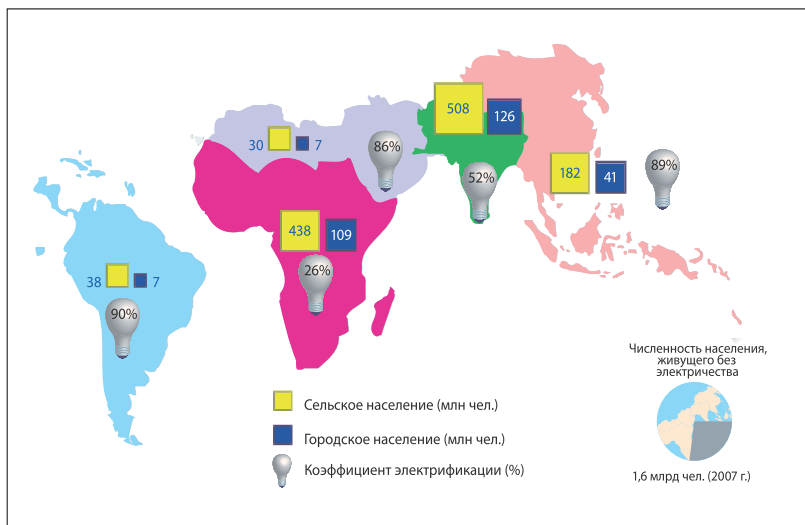 508
126
30
7
86%
52%
182
41
89%
438
109
26%
38
7
90%
Численность населения,
живущего без
электричества
1,6 млрд чел. (2007 г.)
Сельское население (млн чел.)
Городское население (млн чел.)
Коэффициент электрификации (%)